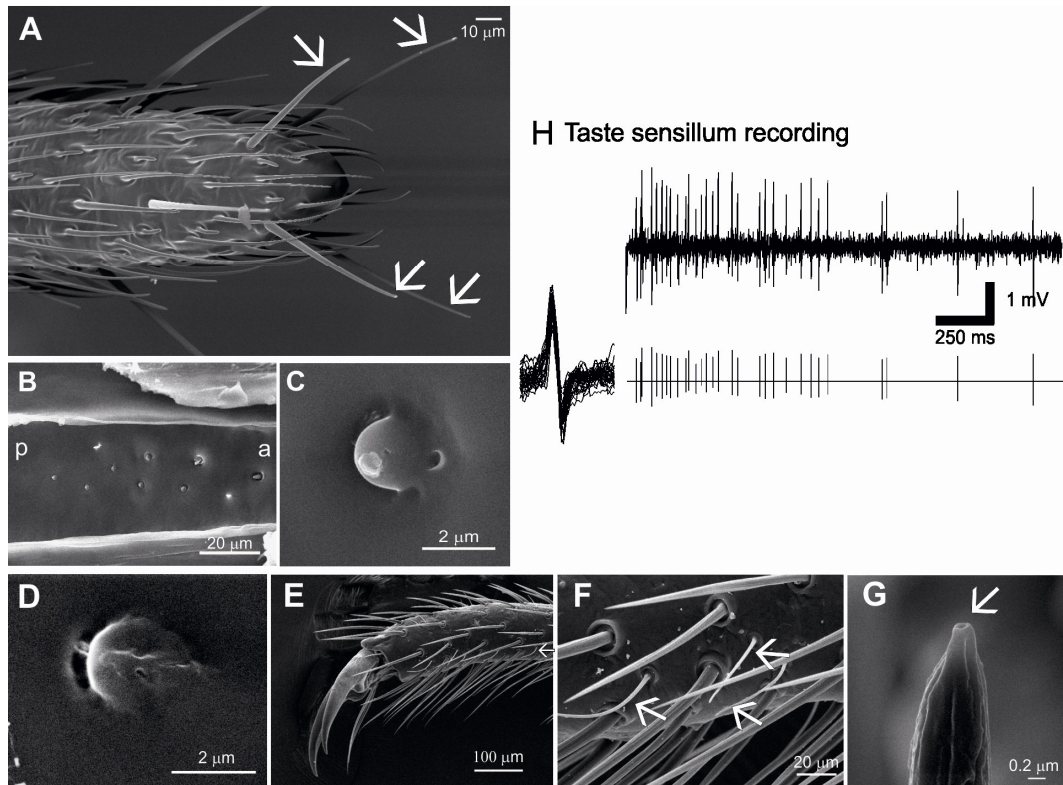 A
10 μm
H Taste sensillum recording
1 mV
250 ms
B
p
a
20 μm
C
2 μm
D
2 μm
E
100 μm
F
20 μm
G
0.2 μm